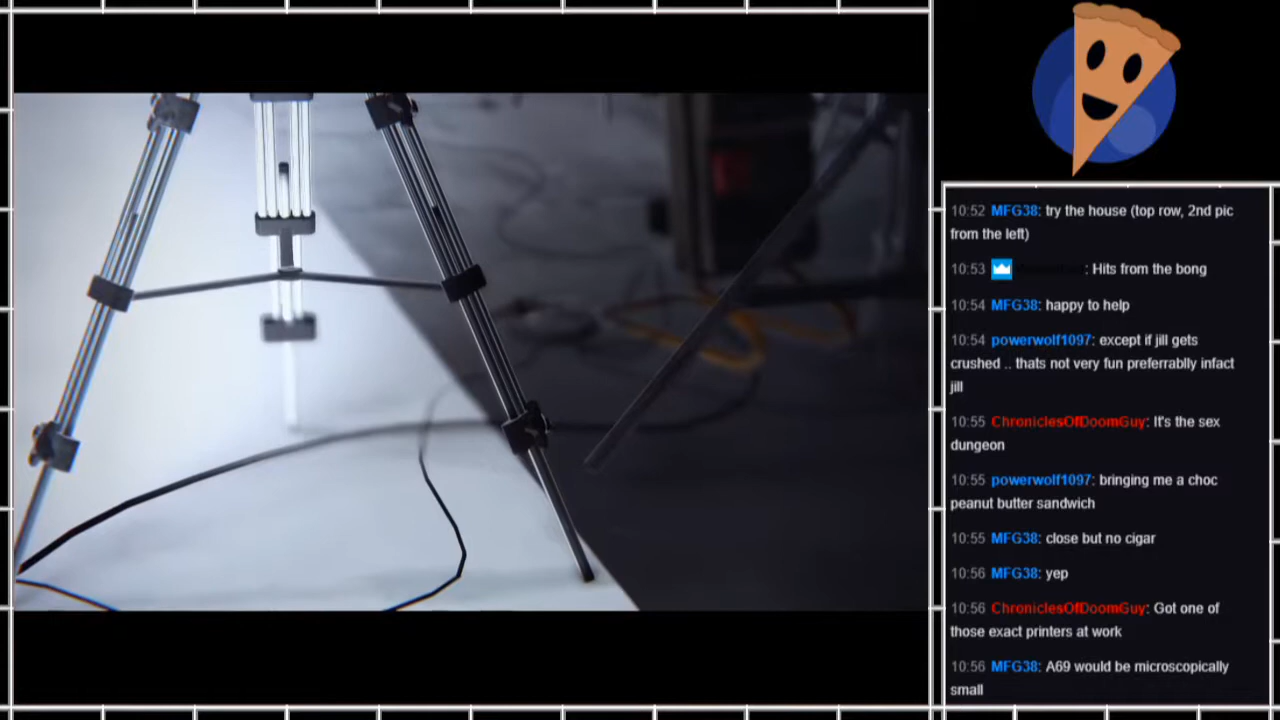 10:52 MFG38: try the house (top row, 2nd pic
from the left)
10:53 : Hits from the bong
10:54 MFG38: happy to help
10:54 powerwolf1097: except if jill gets
crushed .. thats not very fun preferrablly infact
jill
10:55 ChroniclesOfDoomGuy: It's the sex
dungeon
10:55 powerwolf1097: bringing me a choc
peanut butter sandwich
10:55 MFG38: close but no cigar
10:56 MFG38: yep
10:56 ChroniclesOfDoomGuy: Got one of
those exact printers at work
10:56 MFG38: A69 would be microscopically
small